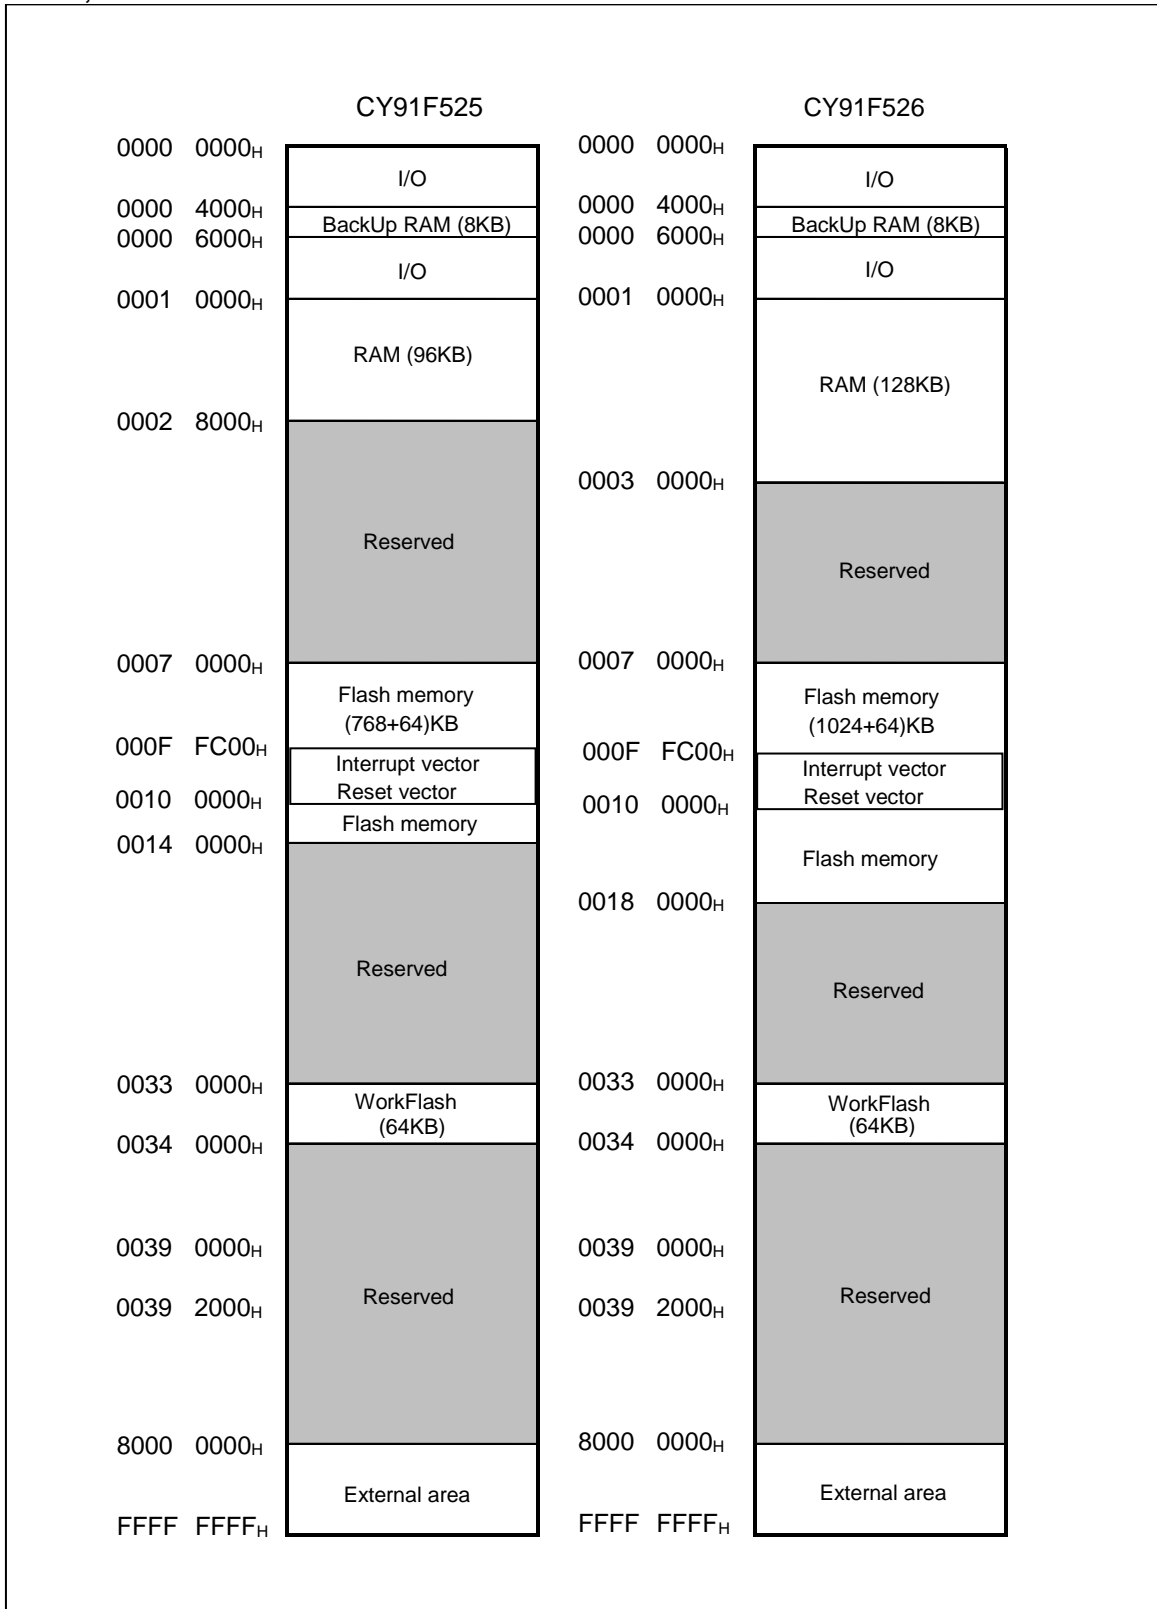 CY91F525
0000 0000H
I/O
0000 4000H
BackUp RAM (8KB)
0000 6000H
I/O
0001 0000H
RAM (96KB)
0002 8000H
Reserved
0007 0000H
Flash memory
(768+64)KB
000F FC00H
Interrupt vector
Reset vector
0010 0000H
Flash memory
0014 0000H
Reserved
0033 0000H
WorkFlash
(64KB)
0034 0000H
0039 0000H
Reserved
0039 2000H
8000 0000H
External area
FFFF FFFFH
CY91F526
0000 0000H
I/O
0000 4000H
BackUp RAM (8KB)
0000 6000H
I/O
0001 0000H
RAM (128KB)
0003 0000H
Reserved
0007 0000H
Flash memory
(1024+64)KB
000F FC00H
Interrupt vector
Reset vector
0010 0000H
Flash memory
0018 0000H
Reserved
0033 0000H
WorkFlash
(64KB)
0034 0000H
0039 0000H
Reserved
0039 2000H
8000 0000H
External area
FFFF FFFFH